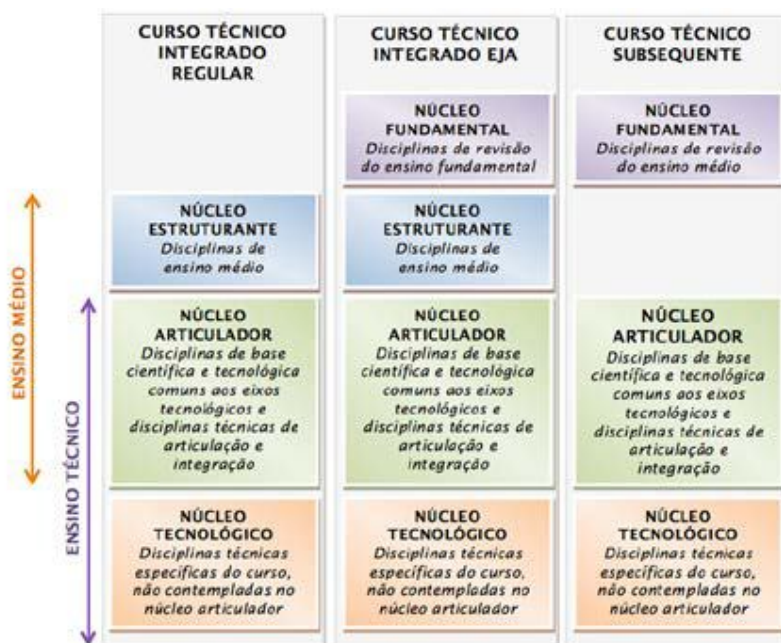 CURSO TÉCNICO
INTEGRADO
REGULAR
CURSO TÉCNICO
INTEGRADO EJA
CURSO TÉCNICO
SUBSEQUENTE
NÚCLEO
FUNDAMENTAL
Disciplinas de revisão
do ensino fundamental
NÚCLEO
FUNDAMENTAL
Disciplinas de revisão
do ensino médio
ENSINO MÉDIO
NÚCLEO
ESTRUTURANTE
Disciplinas de
ensino médio
NÚCLEO
ESTRUTURANTE
Disciplinas de
ensino médio
ENSINO TÉCNICO
NÚCLEO
ARTICULADOR
Disciplinas de base
científica e tecnológica
comuns aos eixos
tecnológicos e
disciplinas técnicas de
articulação e
integração
NÚCLEO
ARTICULADOR
Disciplinas de base
científica e tecnológica
comuns aos eixos
tecnológicos e
disciplinas técnicas de
articulação e
integração
NÚCLEO
ARTICULADOR
Disciplinas de base
científica e tecnológica
comuns aos eixos
tecnológicos e
disciplinas técnicas de
articulação e
integração
NÚCLEO
TECNOLÓGICO
Disciplinas técnicas
específicas do curso,
não contempladas no
núcleo articulador
NÚCLEO
TECNOLÓGICO
Disciplinas técnicas
específicas do curso,
não contempladas no
núcleo articulador
NÚCLEO
TECNOLÓGICO
Disciplinas técnicas
específicas do curso,
não contempladas no
núcleo articulador